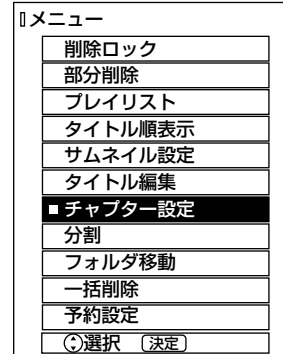 メニュー
削除ロック
部分削除
プレイリスト
タイトル順表示
サムネイル設定
タイトル編集
チャプター設定
分割
フォルダ移動
一括削除
予約設定
選択 決定